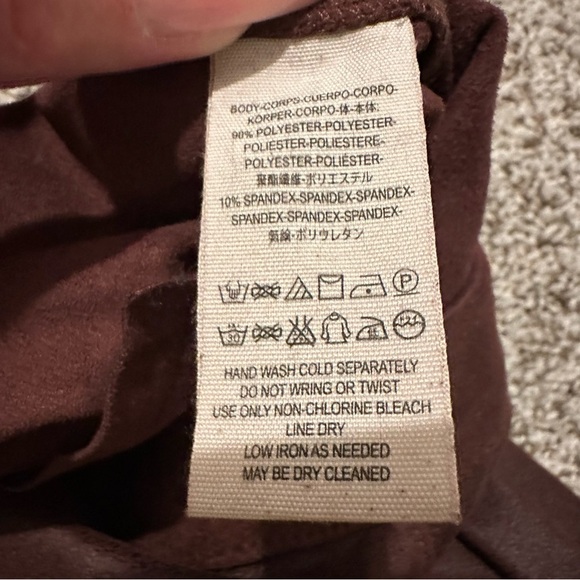 BODY-CORPS-CUERPO-CORPO-
KÖRPER-CORPO-体-本体
90% POLYESTER-POLYESTER-
POLIESTER-POLIESTERE-
POLYESTER-POLIÉSTER-
聚酯纖維-ポリエステル
10% SPANDEX-SPANDEX-SPANDEX-
SPANDEX-SPANDEX-SPANDEX-
氨綸-ポリウレタン
P
30
HAND WASH COLD SEPARATELY
DO NOT WRING OR TWIST
USE ONLY NON-CHLORINE BLEACH
LINE DRY
LOW IRON AS NEEDED
MAY BE DRY CLEANED